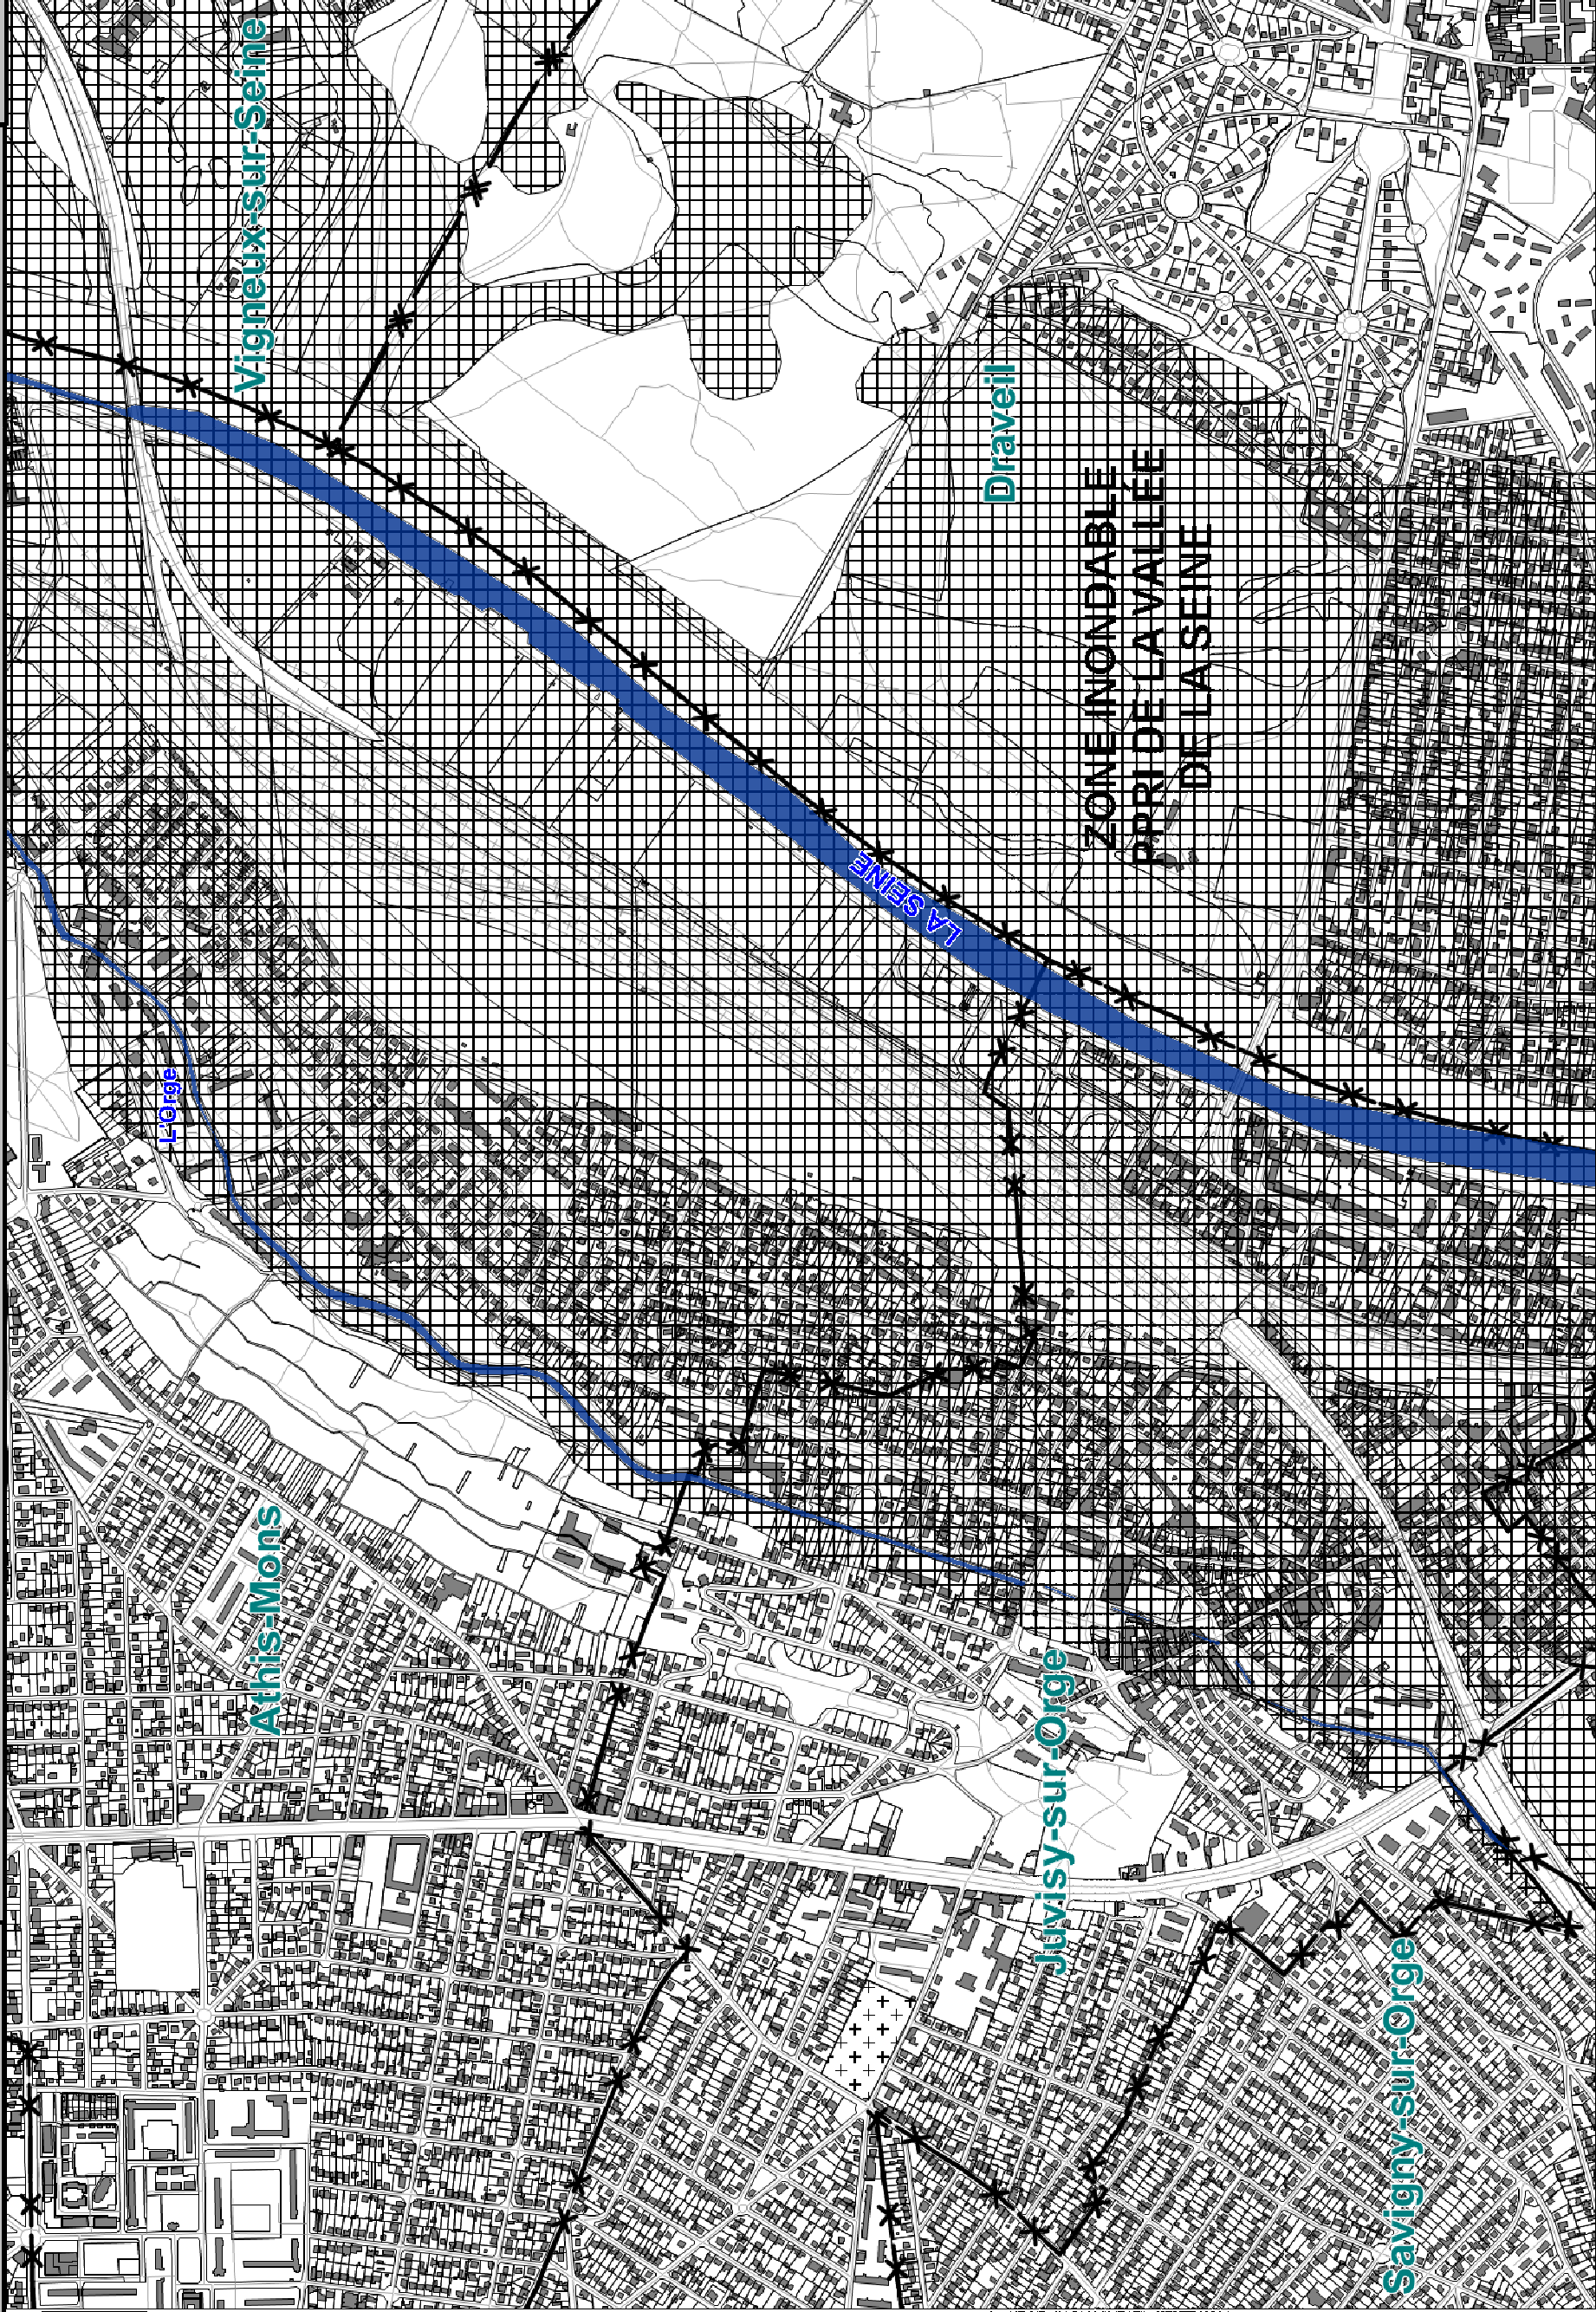 Vigneux-sur-Seine
Draveil
ZONE INONDABLE
PPRI DE LA VALLÉE
DE LA SEINE
LA SEINE
L'Orge
Athis-Mons
Juvisy-sur-Orge
Savigny-sur-Orge